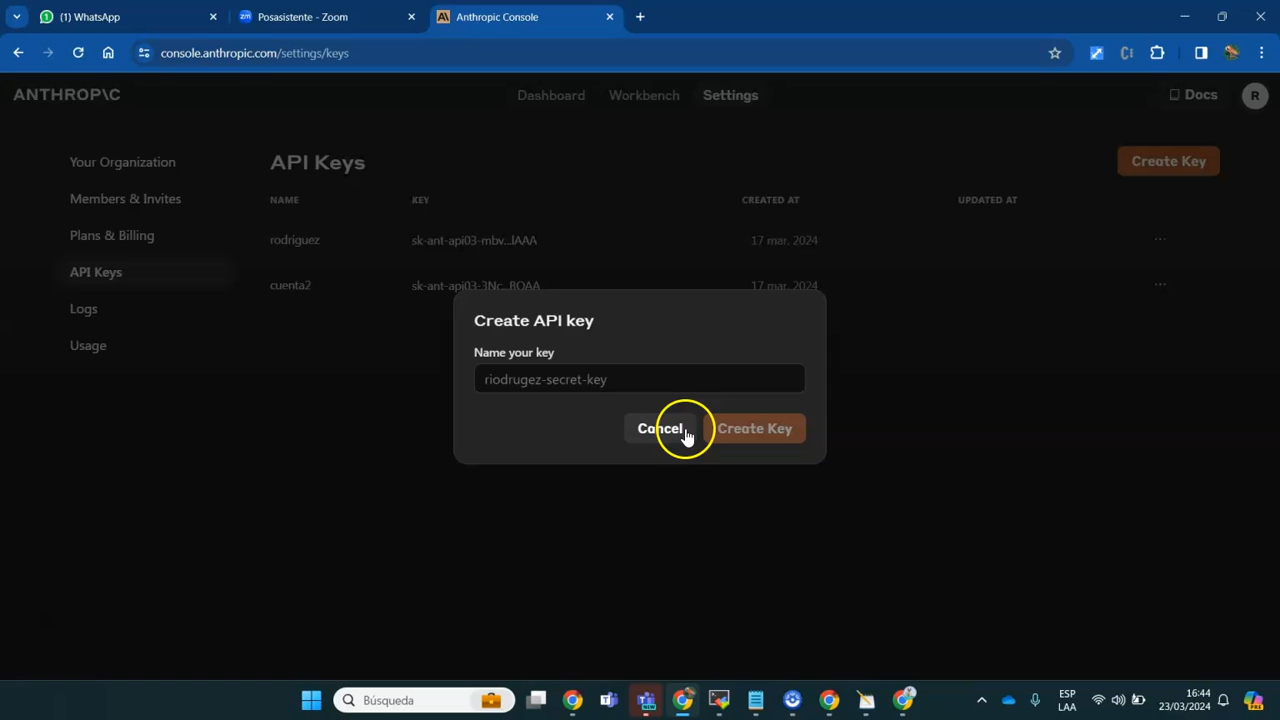 (1) WhatsApp
Posasistente - Zoom
Anthropic Console
console.anthropic.com/settings/keys
ANTHROP\C
Dashboard
Workbench
Settings
Docs
R
Your Organization
Members & Invites
Plans & Billing
API Keys
Logs
Usage
API Keys
Create Key
NAME
KEY
CREATED AT
UPDATED AT
rodriguez
sk-ant-api03-mbv...lAAA
17 mar. 2024
...
cuenta2
sk-ant-api03-3Nc...BQAA
17 mar. 2024
...
Create API key
Name your key
riodrugez-secret-key
Cancel
Create Key
Búsqueda
ESP
LAA
16:44
23/03/2024